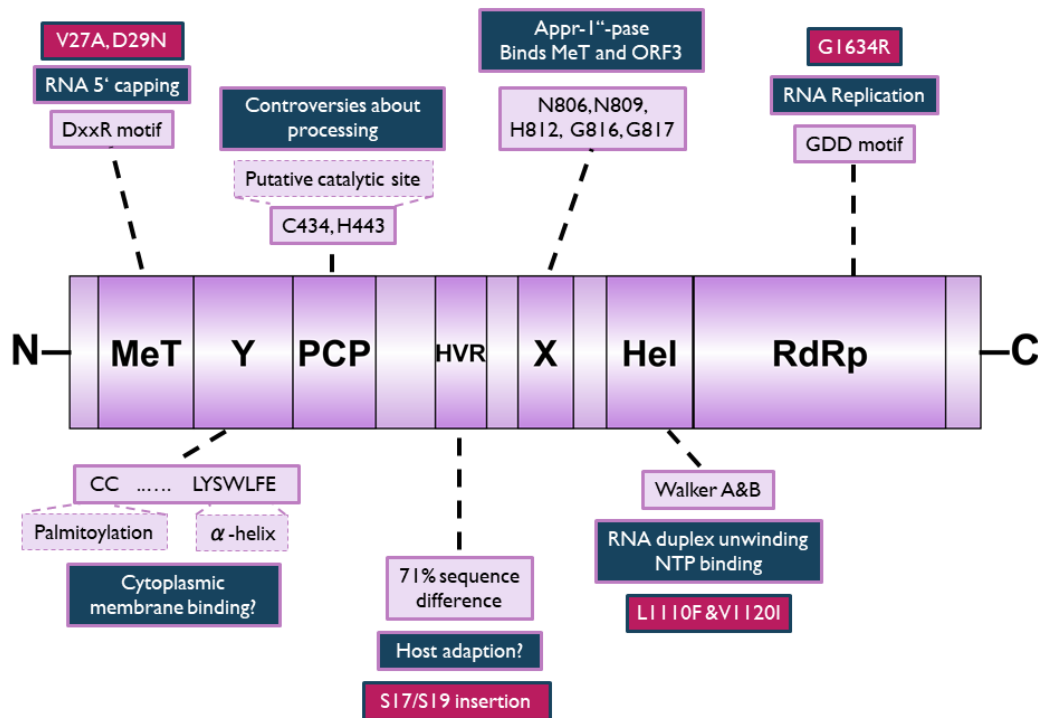 V27A, D29N
RNA 5‘ capping
DxxR motif
Controversies about
processing
Putative catalytic site
C434, H443
Appr-1“-pase
Binds MeT and ORF3
N806, N809,
H812, G816, G817
G1634R
RNA Replication
GDD motif
N
MeT
Y
PCP
HVR
X
Hel
RdRp
C
CC ...... LYSWLFE
Palmitoylation
α-helix
Cytoplasmic
membrane binding?
71% sequence
difference
Host adaption?
S17/S19 insertion
Walker A&B
RNA duplex unwinding
NTP binding
L1110F &V1120I